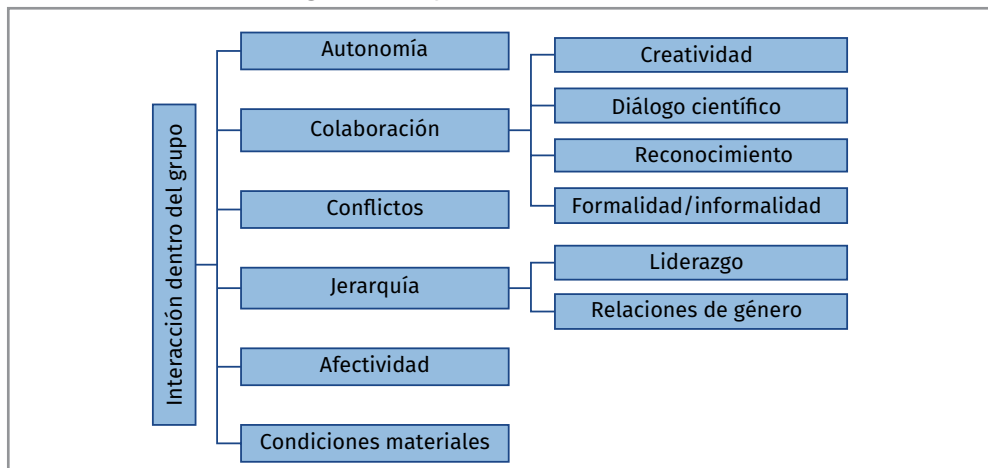 Interacción dentro del grupo
Autonomía
Colaboración
Creatividad
Diálogo científico
Reconocimiento
Formalidad/informalidad
Conflictos
Jerarquía
Liderazgo
Relaciones de género
Afectividad
Condiciones materiales